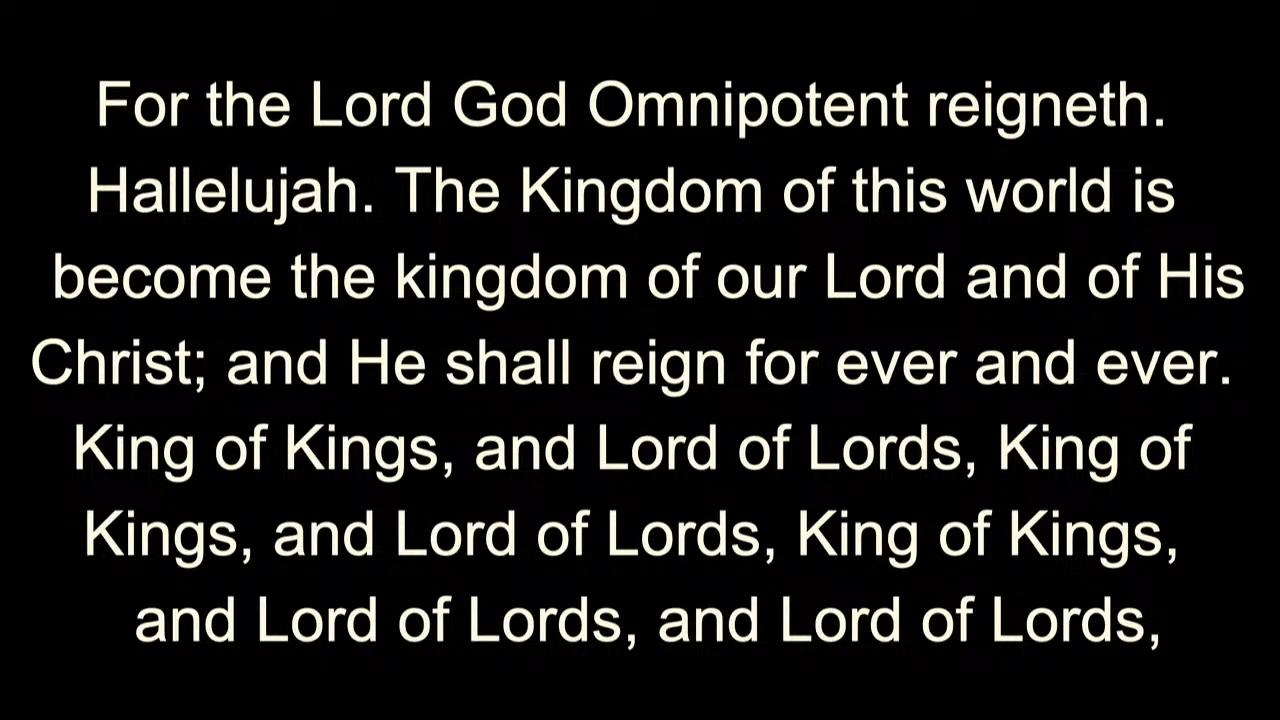 For the Lord God Omnipotent reigneth.
Hallelujah. The Kingdom of this world is
become the kingdom of our Lord and of His
Christ; and He shall reign for ever and ever.
King of Kings, and Lord of Lords, King of
Kings, and Lord of Lords, King of Kings,
and Lord of Lords, and Lord of Lords,